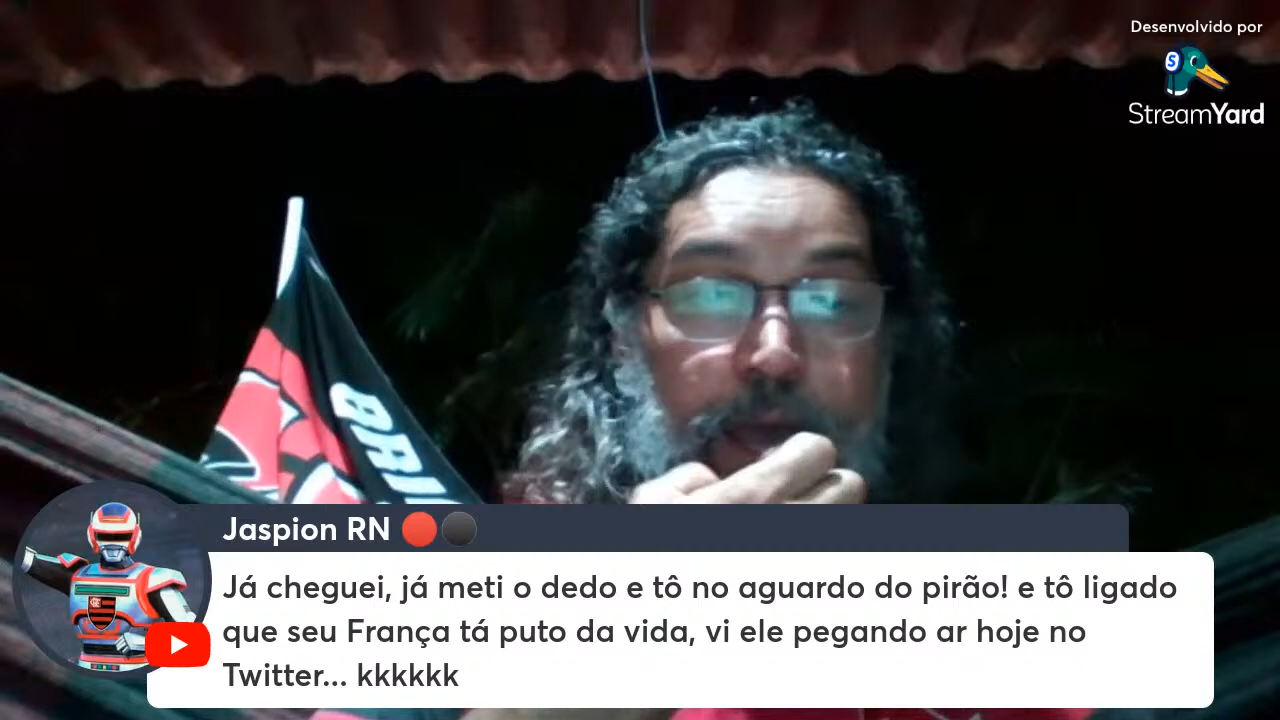 Desenvolvido por
StreamYard
Jaspion RN
Já cheguei, já meti o dedo e tô no aguardo do pirão! e tô ligado
que seu França tá puto da vida, vi ele pegando ar hoje no
Twitter... kkkkkk